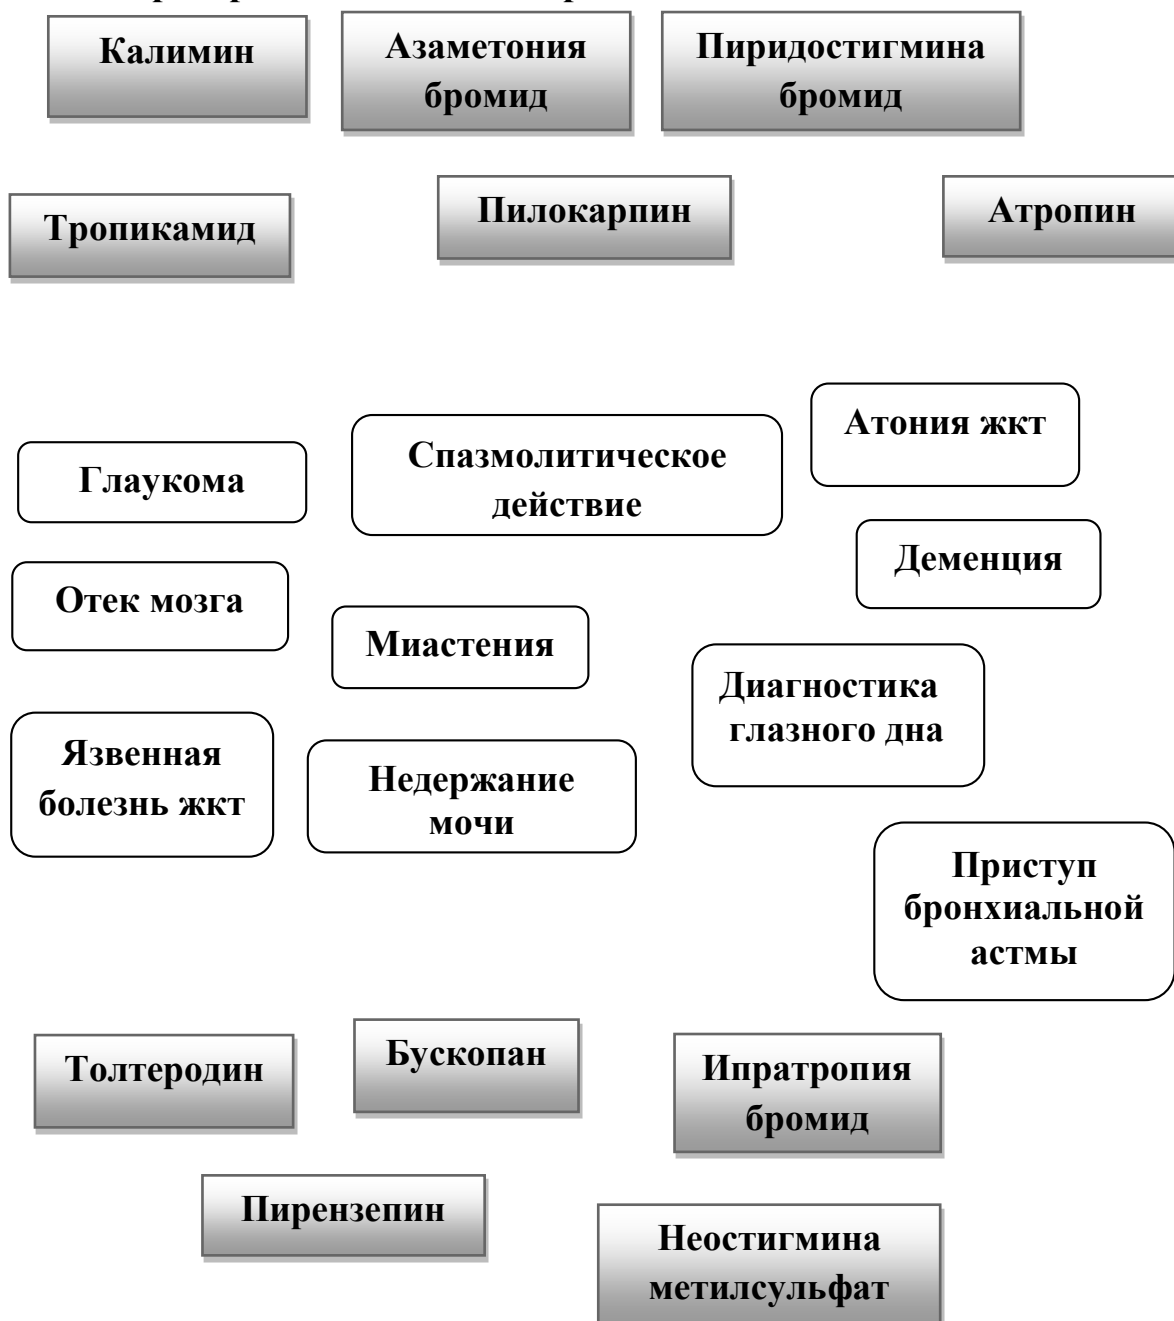 Калимин
Азаметония
бромид
Пиридостигмина
бромид
Тропикамид
Пилокарпин
Атропин
Глаукома
Спазмолитическое
действие
Атония жкт
Деменция
Отек мозга
Миастения
Диагностика
глазного дна
Язвенная
болезнь жкт
Недержание
мочи
Приступ
бронхиальной
астмы
Толтеродин
Бускопан
Ипратропия
бромид
Пирензепин
Неостигмина
метилсульфат